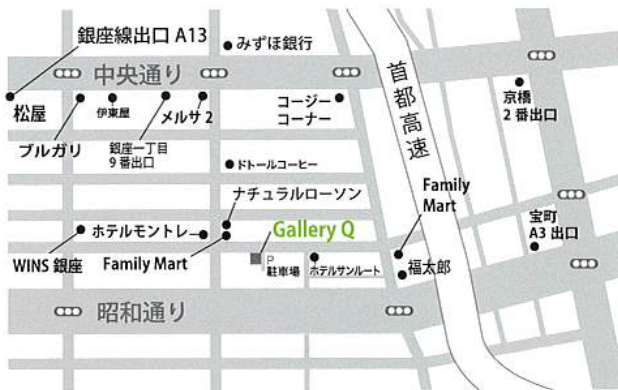 銀座線出口 A13
みずほ銀行
中央通り
松屋
ブルガリ
伊東屋
銀座一丁目
9 番出口
メルサ 2
コージー
コーナー
首都高速
京橋
2 番出口
ドトールコーヒー
ナチュラルローソン
Family
Mart
WINS 銀座
ホテルモントレ
Family Mart
Gallery Q
P
駐車場
ホテルサンルート
福太郎
宝町
A3 出口
昭和通り